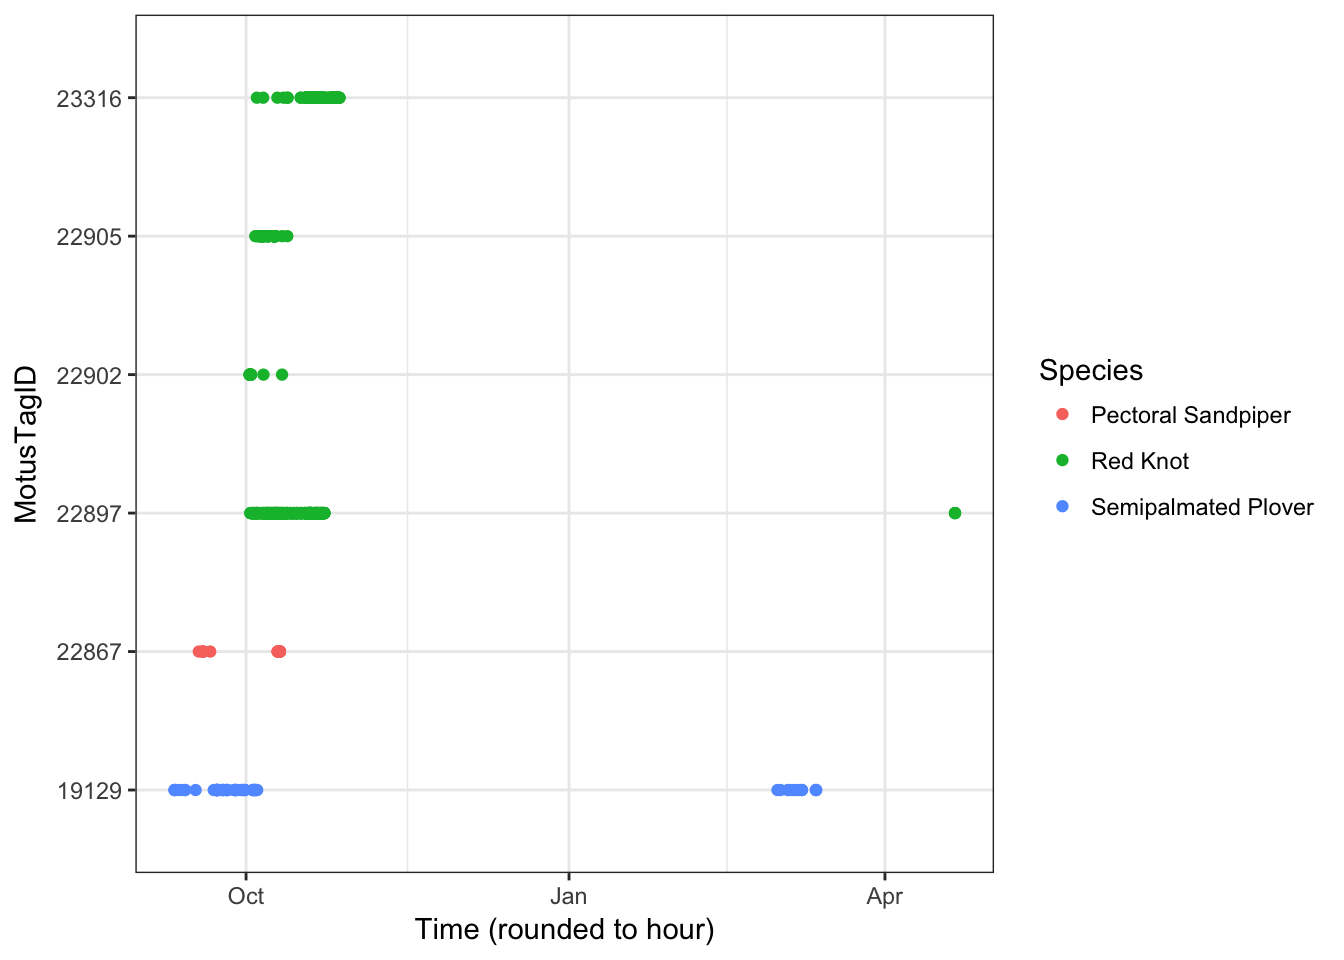 23316
22905
22902
22897
22867
19129
MotusTagID
Oct
Jan
Apr
Time (rounded to hour)
Species
Pectoral Sandpiper
Red Knot
Semipalmated Plover